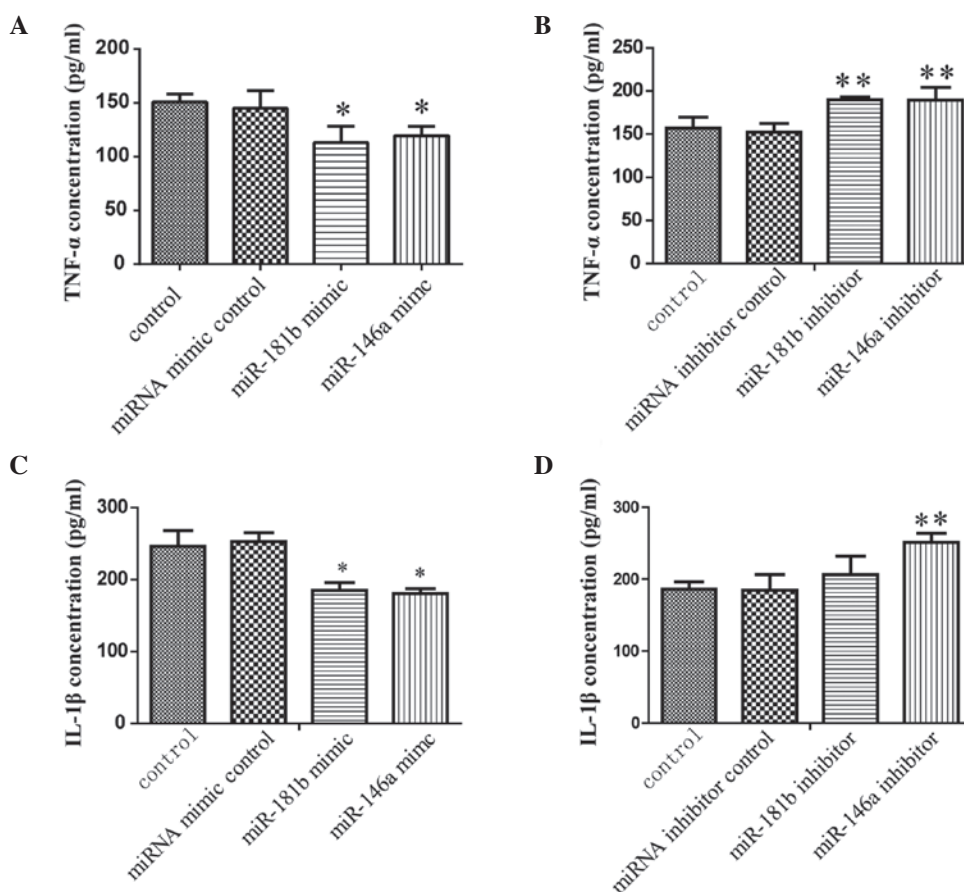 A
TNF-α concentration (pg/ml)
200
150
100
50
0
*
*
control
miRNA mimic control
miR-181b mimic
miR-146a mimc
B
TNF-α concentration (pg/ml)
250
200
150
200
50
0
**
**
control
miRNA inhibitor control
miR-181b inhibitor
miR-146a inhibitor
C
IL-1β concentration (pg/ml)
300
200
100
0
*
*
control
miRNA mimic control
miR-181b mimic
miR-146a mimc
D
IL-1β concentration (pg/ml)
300
200
100
0
**
control
miRNA inhibitor control
miR-181b inhibitor
miR-146a inhibitor